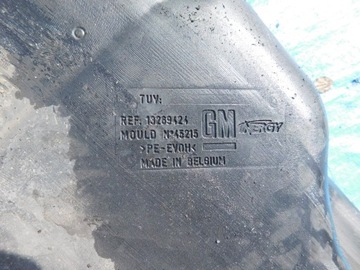 TUV:
REF. 13289424
MOULD N°45215
>PE-EVOH<
MADE IN BELGIUM
GM